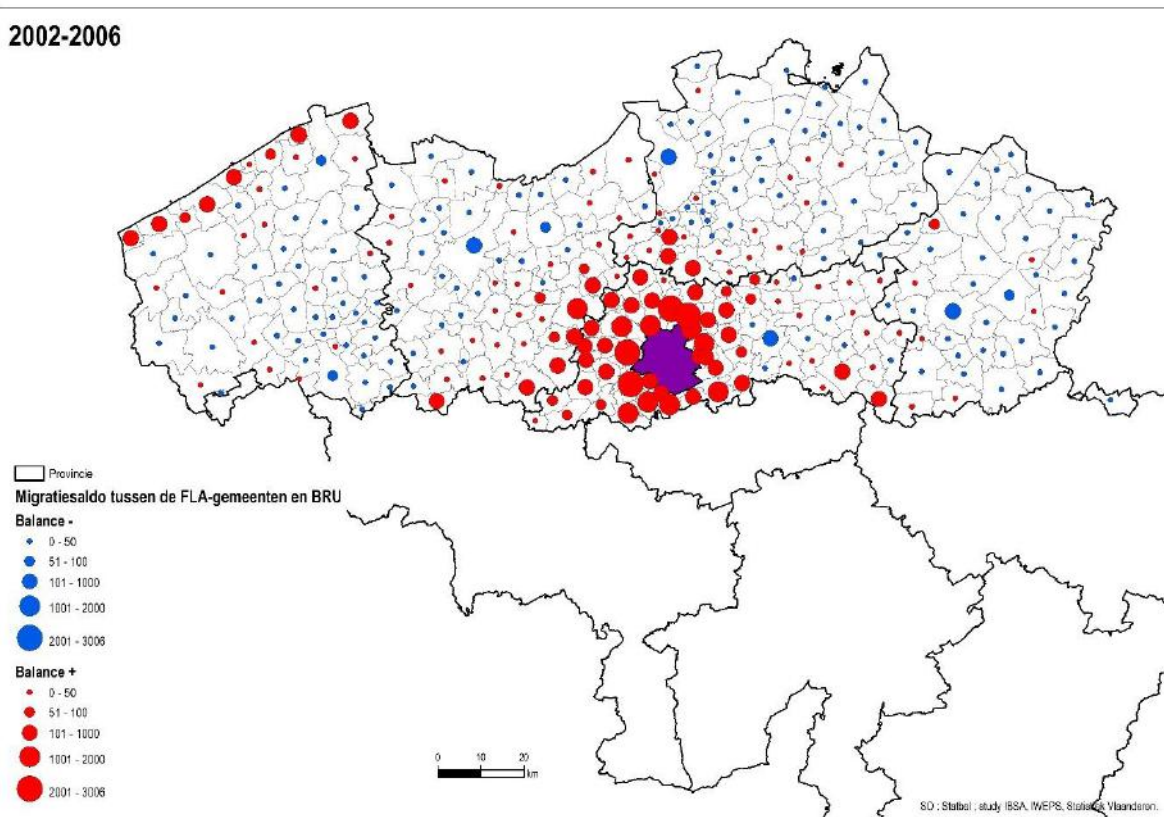 2002-2006
Provincie
Migratiesaldo tussen de FLA-gemeenten en BRU
Balance -
0 - 50
51 - 100
101 - 1000
1001 - 2000
2001 - 3006
Balance +
0 - 50
51 - 100
101 - 1000
1001 - 2000
2001 - 3006
0 10 20
km
SD : Statbel ; study IBSA, IWEPS, Statistiek Vlaanderen.